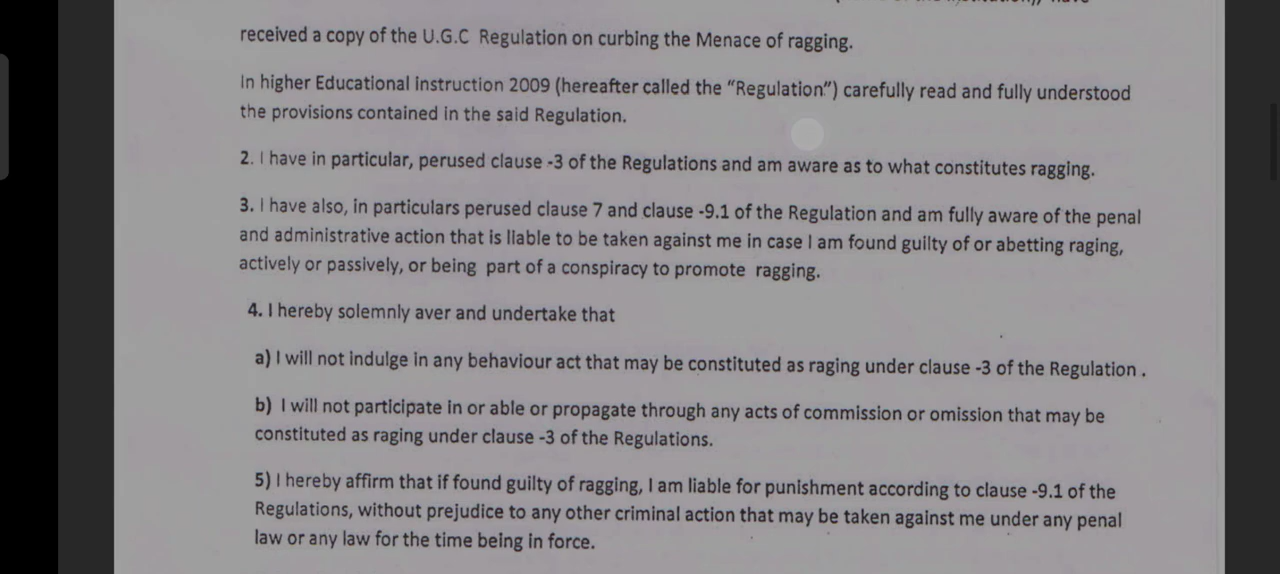 received a copy of the U.G.C Regulation on curbing the Menace of ragging.
In higher Educational instruction 2009 (hereafter called the “Regulation”) carefully read and fully understood
the provisions contained in the said Regulation.
2. I have in particular, perused clause -3 of the Regulations and am aware as to what constitutes ragging.
3. I have also, in particulars perused clause 7 and clause -9.1 of the Regulation and am fully aware of the penal
and administrative action that is liable to be taken against me in case I am found guilty of or abetting raging,
actively or passively, or being part of a conspiracy to promote ragging.
4. I hereby solemnly aver and undertake that
a) I will not indulge in any behaviour act that may be constituted as raging under clause -3 of the Regulation .
b) I will not participate in or able or propagate through any acts of commission or omission that may be
constituted as raging under clause -3 of the Regulations.
5) I hereby affirm that if found guilty of ragging, I am liable for punishment according to clause -9.1 of the
Regulations, without prejudice to any other criminal action that may be taken against me under any penal
law or any law for the time being in force.